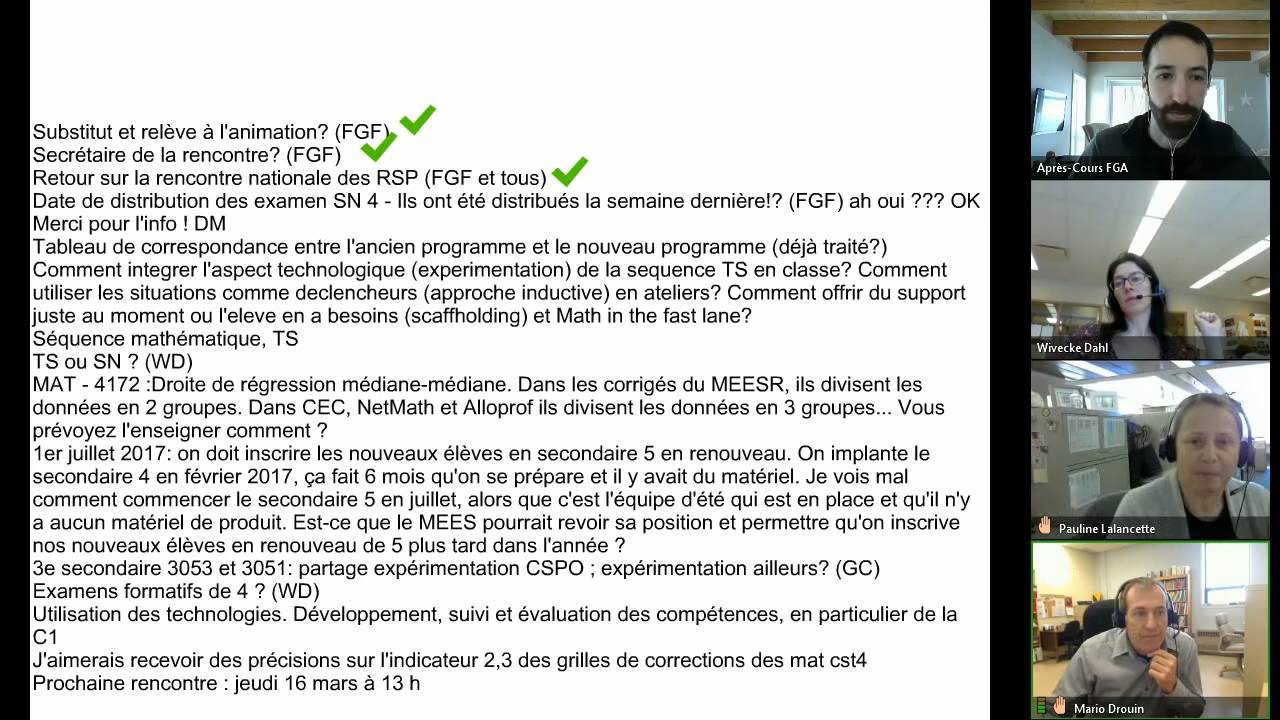 Substitut et relève à l'animation? (FGF)
Secrétaire de la rencontre? (FGF)
Retour sur la rencontre nationale des RSP (FGF et tous)
Date de distribution des examen SN 4 - Ils ont été distribués la semaine dernière!? (FGF) ah oui ??? OK
Merci pour l'info ! DM
Tableau de correspondance entre l'ancien programme et le nouveau programme (déjà traité?)
Comment integrer l'aspect technologique (experimentation) de la sequence TS en classe? Comment
utiliser les situations comme declencheurs (approche inductive) en ateliers? Comment offrir du support
juste au moment ou l'eleve en a besoins (scaffholding) et Math in the fast lane?
Séquence mathématique, TS
TS ou SN ? (WD)
MAT - 4172 :Droite de régression médiane-médiane. Dans les corrigés du MEESR, ils divisent les
données en 2 groupes. Dans CEC, NetMath et Alloprof ils divisent les données en 3 groupes... Vous
prévoyez l'enseigner comment ?
1er juillet 2017: on doit inscrire les nouveaux élèves en secondaire 5 en renouveau. On implante le
secondaire 4 en février 2017, ça fait 6 mois qu'on se prépare et il y avait du matériel. Je vois mal
comment commencer le secondaire 5 en juillet, alors que c'est l'équipe d'été qui est en place et qu'il n'y
a aucun matériel de produit. Est-ce que le MEES pourrait revoir sa position et permettre qu'on inscrive
nos nouveaux élèves en renouveau de 5 plus tard dans l'année ?
3e secondaire 3053 et 3051: partage expérimentation CSPO ; expérimentation ailleurs? (GC)
Examens formatifs de 4 ? (WD)
Utilisation des technologies. Développement, suivi et évaluation des compétences, en particulier de la
C1
J'aimerais recevoir des précisions sur l'indicateur 2,3 des grilles de corrections des mat cst4
Prochaine rencontre : jeudi 16 mars à 13 h
Après-Cours FGA
Wivecke Dahl
Pauline Lalancette
Mario Drouin